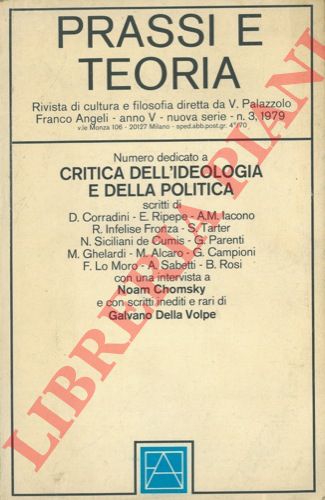 PRASSI E
TEORIA
Rivista di cultura e filosofia diretta da V. Palazzolo
Franco Angeli - anno V - nuova serie - n. 3, 1979
v.le Monza 106 - 20127 Milano - sped.abb.post.gr. 4°/70
Numero dedicato a
CRITICA DELL'IDEOLOGIA
E DELLA POLITICA
scritti di
D. Corradini - E. Ripepe - A.M. Iacono
R. Infelise Fronza - S. Tarter
N. Siciliani de Cumis - G. Parenti
M. Ghelardi - M. Alcaro - G. Campioni
F. Lo Moro - A. Sabetti - B. Rosi
con una intervista a
Noam Chomsky
e con scritti inediti e rari di
Galvano Della Volpe
LIBRERIA PIANI